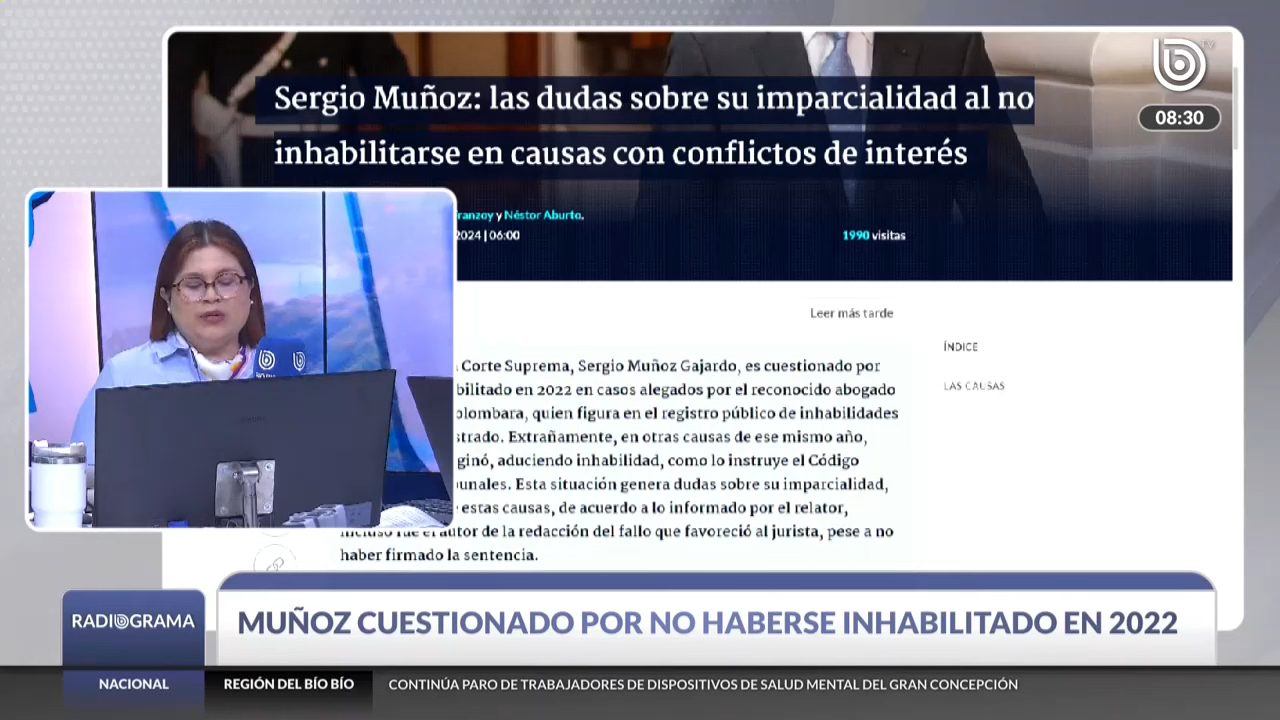 TV
08:30
Sergio Muñoz: las dudas sobre su imparcialidad al no
inhabilitarse en causas con conflictos de interés
y Néstor Aburto.
2024 | 06:00
1990 visitas
Leer más tarde
ÍNDICE
LAS CAUSAS
Corte Suprema, Sergio Muñoz Gajardo, es cuestionado por
en 2022 en casos alegados por el reconocido abogado
quien figura en el registro público de inhabilidades
Extrañamente, en otras causas de ese mismo año,
aduciendo inhabilidad, como lo instruye el Código
Esta situación genera dudas sobre su imparcialidad,
estas causas, de acuerdo a lo informado por el relator,
incluso fue el autor de la redacción del fallo que favoreció al jurista, pese a no
haber firmado la sentencia.
RADIOGRAMA
MUÑOZ CUESTIONADO POR NO HABERSE INHABILITADO EN 2022
NACIONAL
REGIÓN DEL BÍO BÍO
CONTINÚA PARO DE TRABAJADORES DE DISPOSITIVOS DE SALUD MENTAL DEL GRAN CONCEPCIÓN